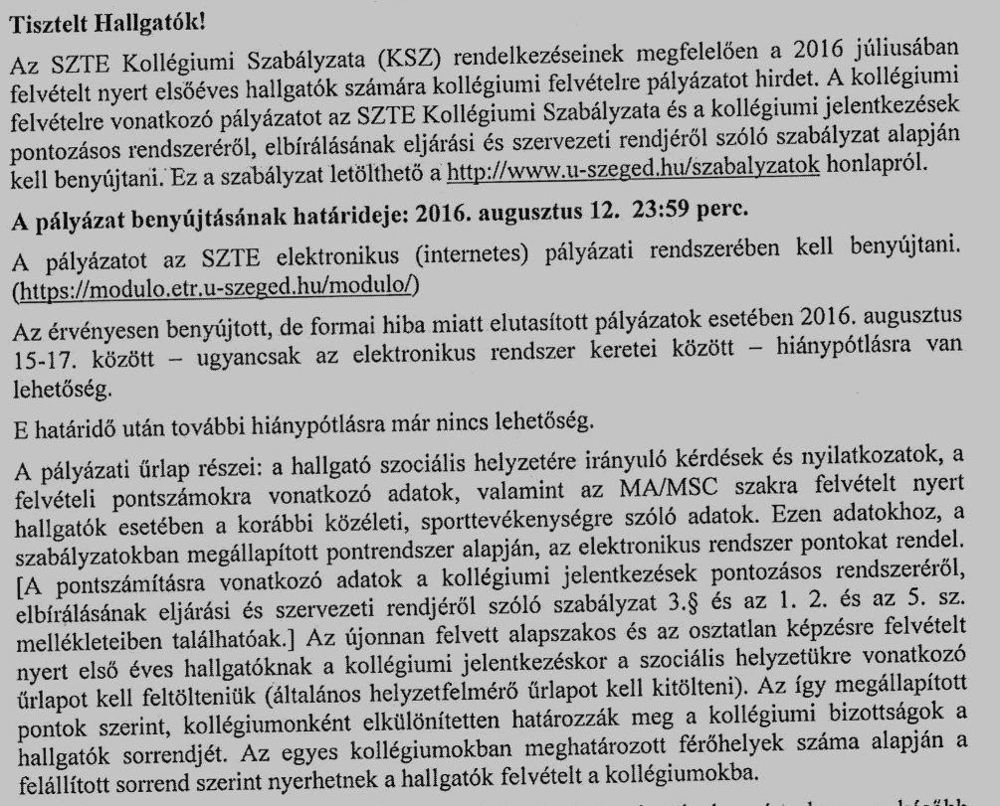 Tisztelt Hallgatók!
Az SZTE Kollégiumi Szabályzata (KSZ) rendelkezéseinek megfelelően a 2016 júliusában
felvételt nyert elsőéves hallgatók számára kollégiumi felvételre pályázatot hirdet. A kollégiumi
felvételre vonatkozó pályázatot az SZTE Kollégiumi Szabályzata és a kollégiumi jelentkezések
pontozásos rendszeréről, elbírálásának eljárási és szervezeti rendjéről szóló szabályzat alapján
kell benyújtani. Ez a szabályzat letölthető a http://www.u-szeged.hu/szabalyzatok honlapról.
A pályázat benyújtásának határideje: 2016. augusztus 12. 23:59 perc.
A pályázatot az SZTE elektronikus (internetes) pályázati rendszerében kell benyújtani.
(https://modulo.etr.u-szeged.hu/modulo/)
Az érvényesen benyújtott, de formai hiba miatt elutasított pályázatok esetében 2016. augusztus
15-17. között – ugyancsak az elektronikus rendszer keretei között – hiánypótlásra van
lehetőség.
E határidő után további hiánypótlásra már nincs lehetőség.
A pályázati űrlap részei: a hallgató szociális helyzetére irányuló kérdések és nyilatkozatok, a
felvételi pontszámokra vonatkozó adatok, valamint az MA/MSC szakra felvételt nyert
hallgatók esetében a korábbi közéleti, sporttevékenységre szóló adatok. Ezen adatokhoz, a
szabályzatokban megállapított pontrendszer alapján, az elektronikus rendszer pontokat rendel.
[A pontszámításra vonatkozó adatok a kollégiumi jelentkezések pontozásos rendszeréről,
elbírálásának eljárási és szervezeti rendjéről szóló szabályzat 3.§ és az 1. 2. és az 5. sz.
mellékleteiben találhatóak.] Az újonnan felvett alapszakos és az osztatlan képzésre felvételt
nyert első éves hallgatóknak a kollégiumi jelentkezéskor a szociális helyzetükre vonatkozó
űrlapot kell feltölteniük (általános helyzetfelmérő űrlapot kell kitölteni). Az így megállapított
pontok szerint, kollégiumonként elkülönítetten határozzák meg a kollégiumi bizottságok a
hallgatók sorrendjét. Az egyes kollégiumokban meghatározott férőhelyek száma alapján a
felállított sorrend szerint nyerhetnek a hallgatók felvételt a kollégiumokba.